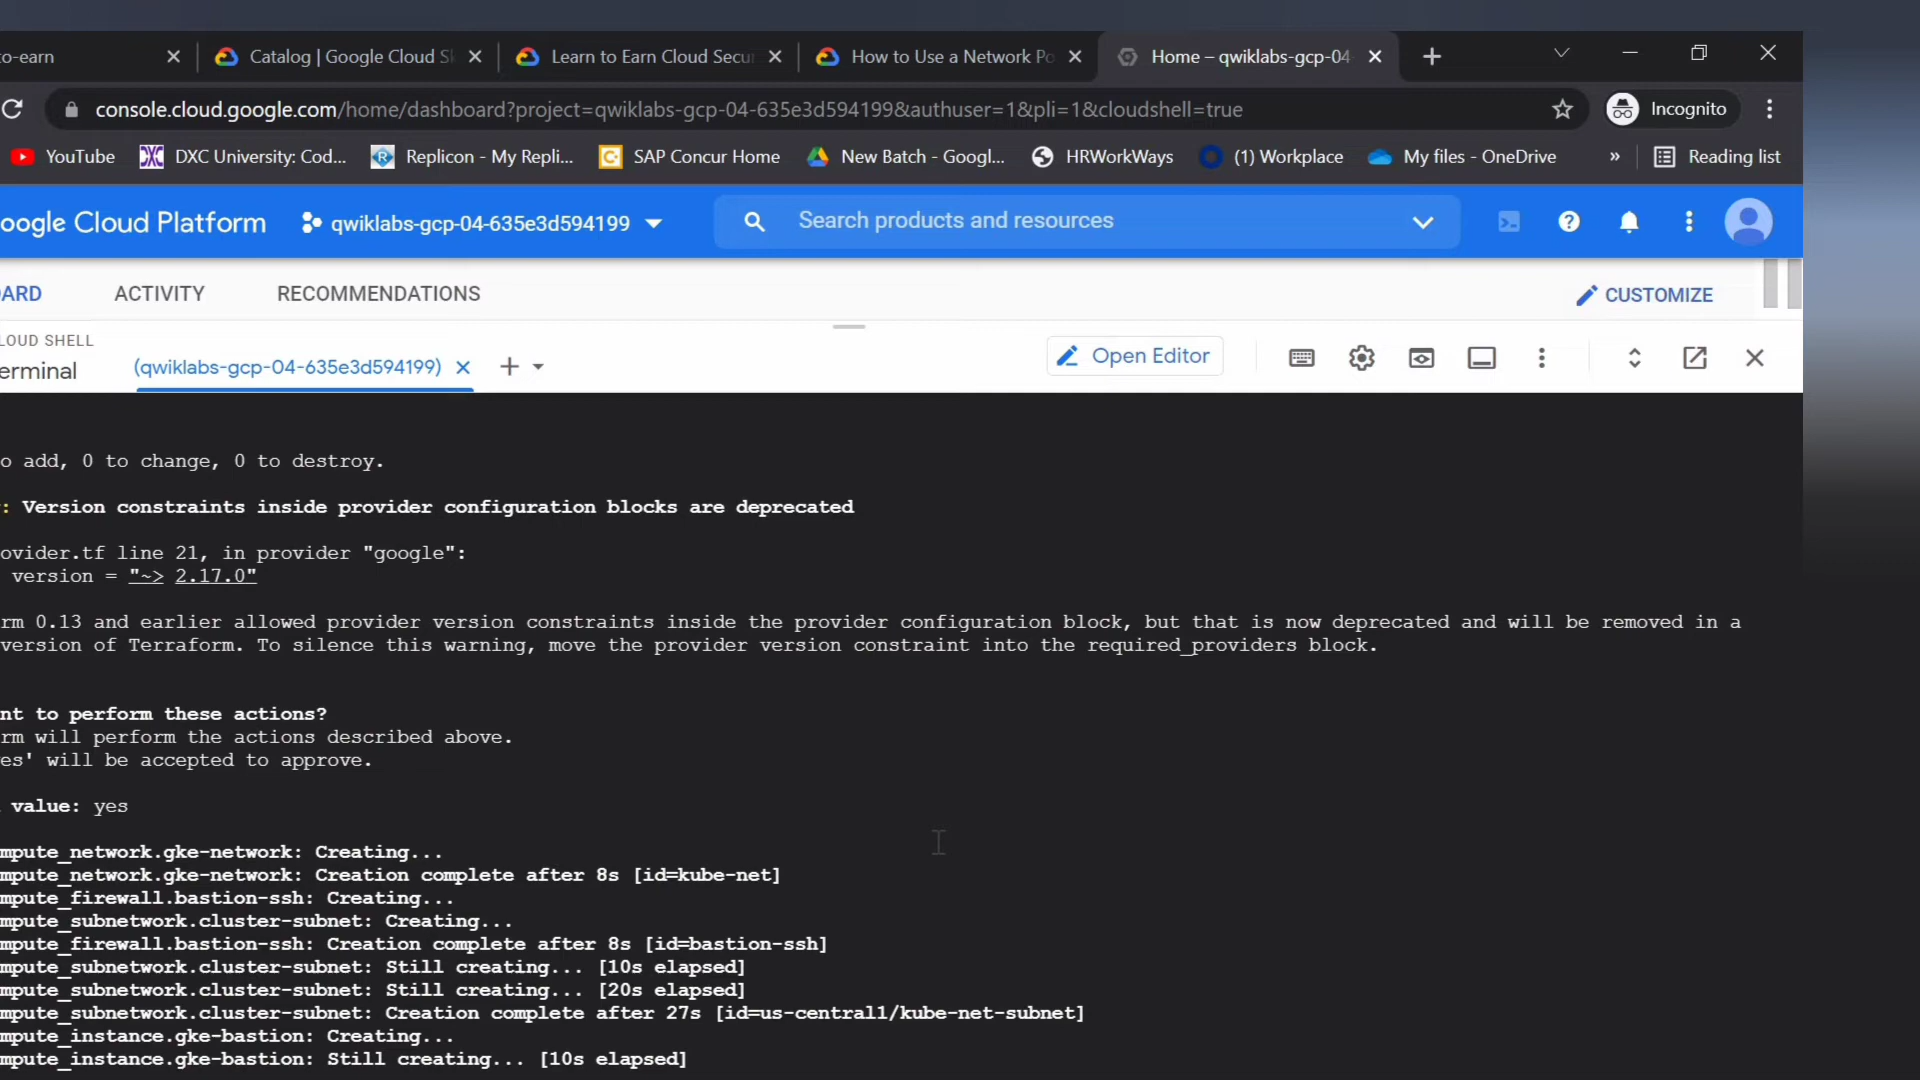 o-earn
Catalog | Google Cloud Sk
Learn to Earn Cloud Secur
How to Use a Network Po
Home – qwiklabs-gcp-04-
console.cloud.google.com/home/dashboard?project=qwiklabs-gcp-04-635e3d594199&authuser=1&pli=1&cloudshell=true
Incognito
YouTube
DXC University: Cod...
Replicon - My Repli...
SAP Concur Home
New Batch - Googl...
HRWorkWays
(1) Workplace
My files - OneDrive
»
Reading list
oogle Cloud Platform
qwiklabs-gcp-04-635e3d594199
Search products and resources
ARD
ACTIVITY
RECOMMENDATIONS
CUSTOMIZE
LOUD SHELL
erminal
(qwiklabs-gcp-04-635e3d594199)
Open Editor
o add, 0 to change, 0 to destroy.
: Version constraints inside provider configuration blocks are deprecated
ovider.tf line 21, in provider "google":
version = "~> 2.17.0"
rm 0.13 and earlier allowed provider version constraints inside the provider configuration block, but that is now deprecated and will be removed in a
version of Terraform. To silence this warning, move the provider version constraint into the required_providers block.
nt to perform these actions?
rm will perform the actions described above.
es' will be accepted to approve.
value: yes
mpute_network.gke-network: Creating...
mpute_network.gke-network: Creation complete after 8s [id=kube-net]
mpute_firewall.bastion-ssh: Creating...
mpute_subnetwork.cluster-subnet: Creating...
mpute_firewall.bastion-ssh: Creation complete after 8s [id=bastion-ssh]
mpute_subnetwork.cluster-subnet: Still creating... [10s elapsed]
mpute_subnetwork.cluster-subnet: Still creating... [20s elapsed]
mpute_subnetwork.cluster-subnet: Creation complete after 27s [id=us-central1/kube-net-subnet]
mpute_instance.gke-bastion: Creating...
mpute_instance.gke-bastion: Still creating... [10s elapsed]